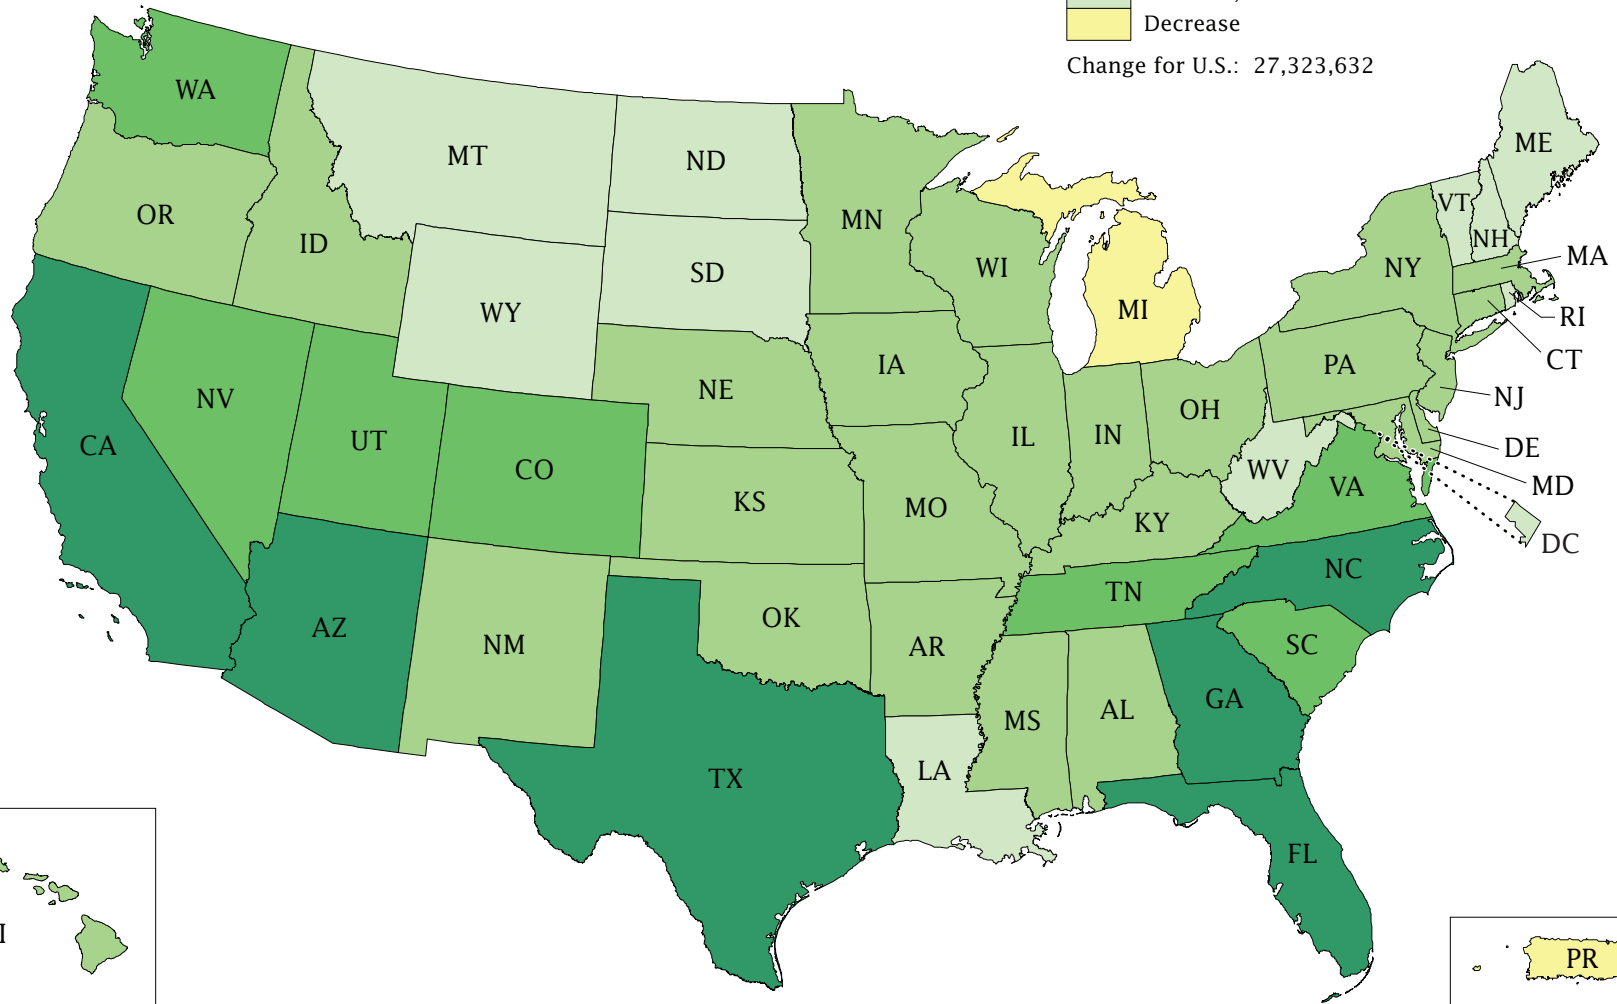 Decrease
Change for U.S.: 27,323,632
WA
MT
ND
ME
OR
ID
MN
VT
NH
MA
WI
NY
SD
WY
MI
RI
IA
PA
CT
NE
NV
NJ
OH
UT
CA
IL
IN
DE
CO
WV
MD
KS
VA
MO
KY
DC
NC
TN
AZ
OK
NM
AR
SC
GA
AL
MS
LA
TX
FL
I
PR